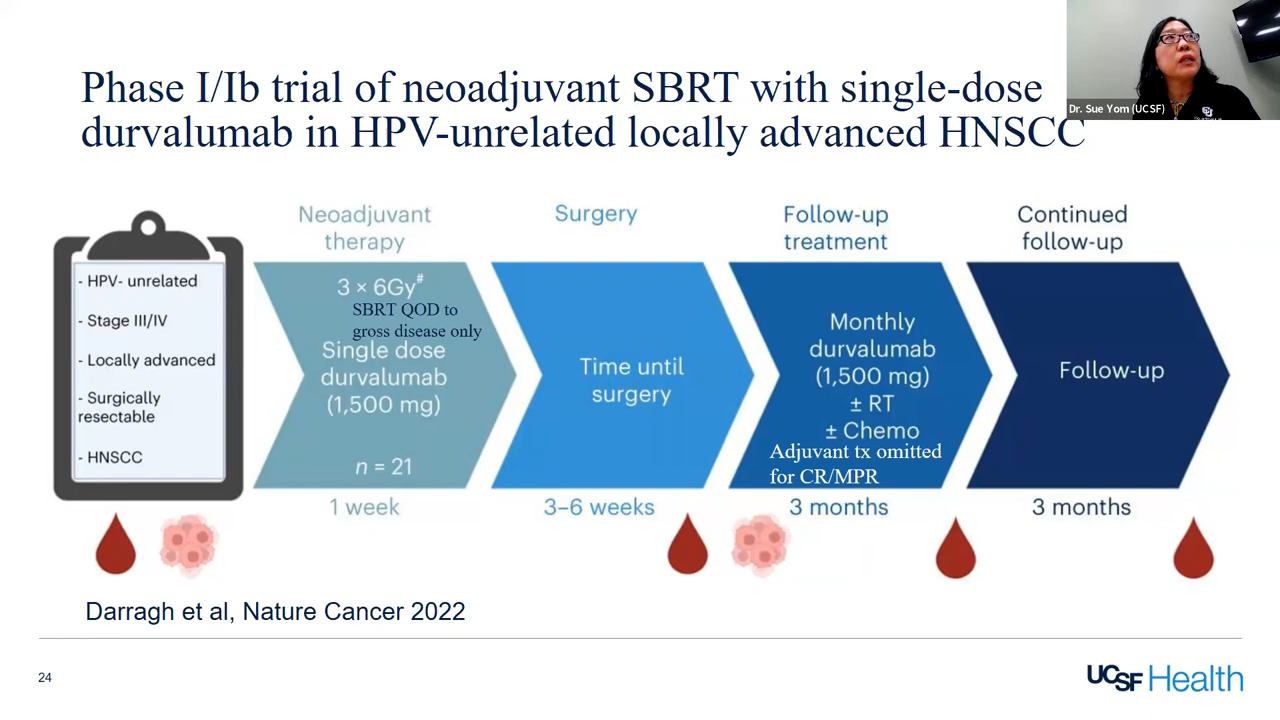 Phase I/Ib trial of neoadjuvant SBRT with single-dose
durvalumab in HPV-unrelated locally advanced HNSCC
Dr. Sue Yom (UCSF)
- HPV- unrelated
- Stage III/IV
- Locally advanced
- Surgically
resectable
- HNSCC
Neoadjuvant
therapy
3 × 6Gy#
SBRT QOD to
gross disease only
Single dose
durvalumab
(1,500 mg)
n = 21
1 week
Surgery
Time until
surgery
3–6 weeks
Follow-up
treatment
Monthly
durvalumab
(1,500 mg)
± RT
± Chemo
Adjuvant tx omitted
for CR/MPR
3 months
Continued
follow-up
Follow-up
3 months
Darragh et al, Nature Cancer 2022
24
UCSF Health